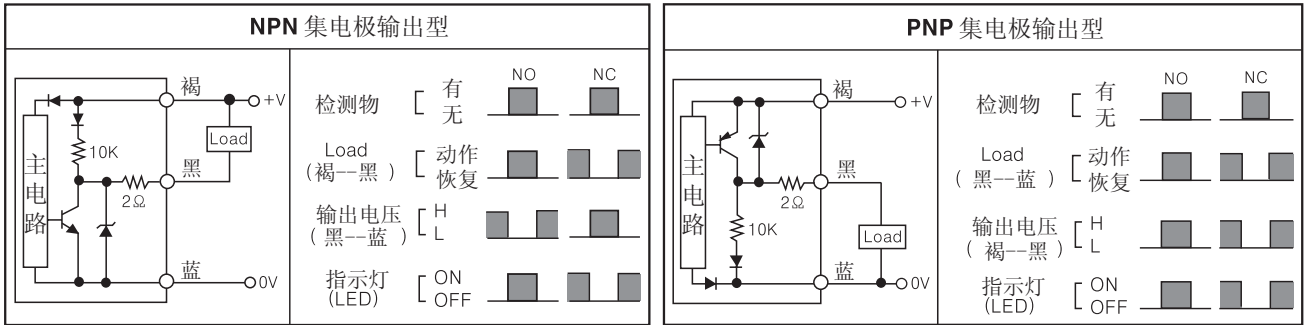 NPN 集电极输出型
褐
+V
Load
10K
黑
2Ω
主电路
蓝
0V
NO
NC
检测物
有
无
Load
(褐--黑)
动作
恢复
输出电压
(黑--蓝)
H
L
指示灯
(LED)
ON
OFF
PNP 集电极输出型
褐
+V
主电路
黑
2Ω
10K
Load
蓝
0V
NO
NC
检测物
有
无
Load
(黑--蓝)
动作
恢复
输出电压
(褐--黑)
H
L
指示灯
(LED)
ON
OFF